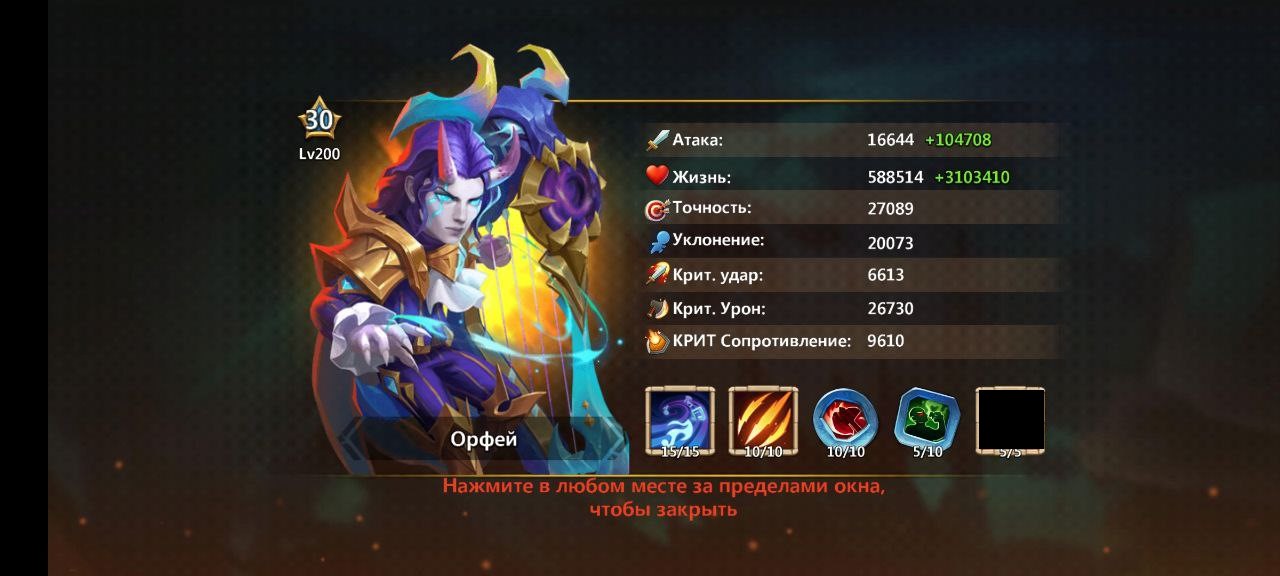 30
Lv200
Атака: 16644 +104708
Жизнь: 588514 +3103410
Точность: 27089
Уклонение: 20073
Крит. удар: 6613
Крит. Урон: 26730
КРИТ Сопротивление: 9610
Орфей
15/15 10/10 10/10 5/10 5/5
Нажмите в любом месте за пределами окна,
чтобы закрыть